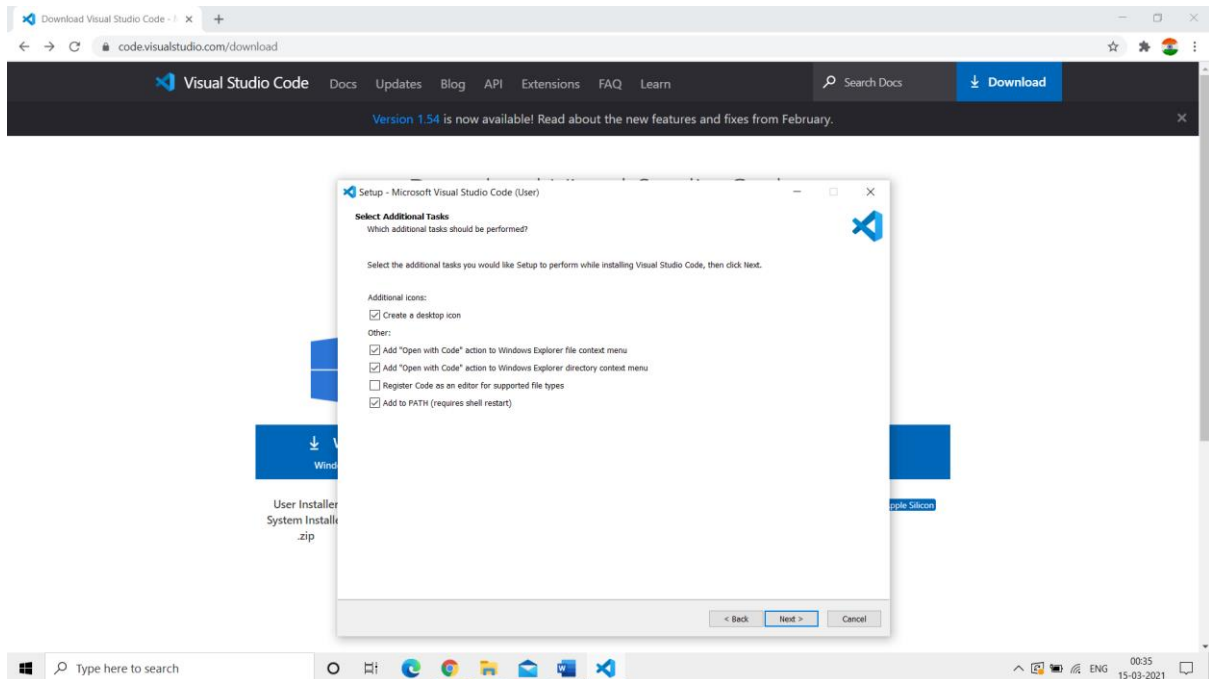 Download Visual Studio Code -
code.visualstudio.com/download
Visual Studio Code Docs Updates Blog API Extensions FAQ Learn Search Docs Download
Version 1.54 is now available! Read about the new features and fixes from February.
Setup - Microsoft Visual Studio Code (User)
Select Additional Tasks
Which additional tasks should be performed?
Select the additional tasks you would like Setup to perform while installing Visual Studio Code, then click Next.
Additional icons:
Create a desktop icon
Other:
Add "Open with Code" action to Windows Explorer file context menu
Add "Open with Code" action to Windows Explorer directory context menu
Register Code as an editor for supported file types
Add to PATH (requires shell restart)
User Installer
.zip
< Back Next > Cancel
Type here to search
ENG 00:35
15-03-2021